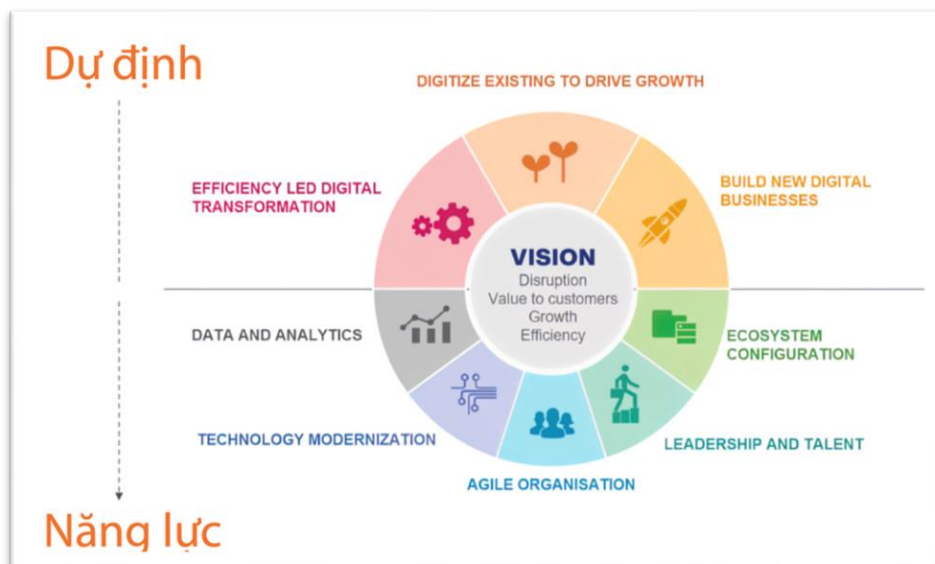 Dự định
DIGITIZE EXISTING TO DRIVE GROWTH
EFFICIENCY LED DIGITAL
TRANSFORMATION
BUILD NEW DIGITAL
BUSINESSES
VISION
Disruption
Value to customers
Growth
Efficiency
DATA AND ANALYTICS
ECOSYSTEM
CONFIGURATION
TECHNOLOGY MODERNIZATION
LEADERSHIP AND TALENT
AGILE ORGANISATION
Năng lực